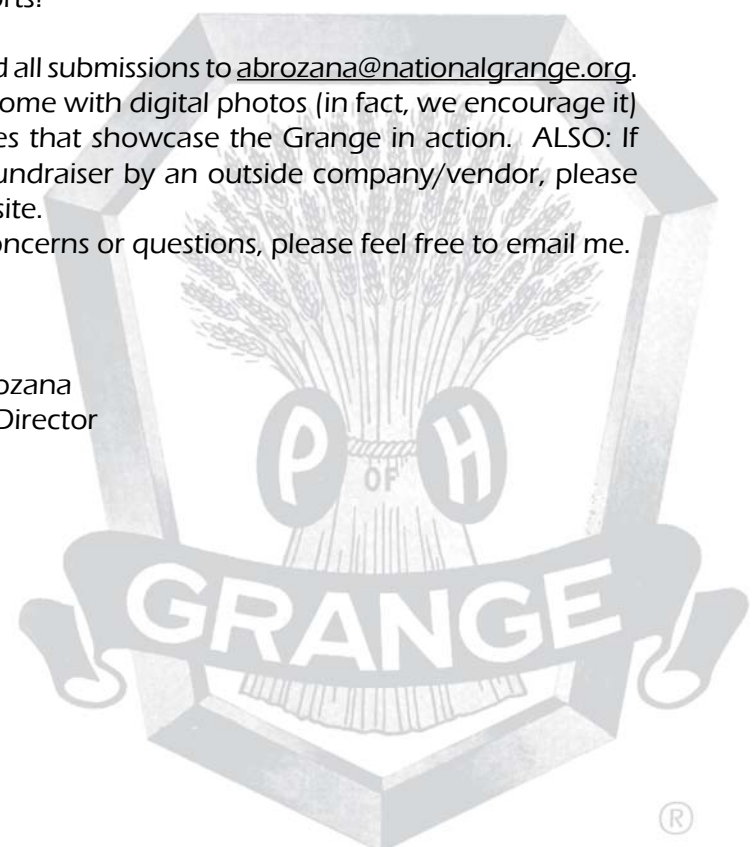 d all submissions to abrozana@nationalgrange.org.
ome with digital photos (in fact, we encourage it)
es that showcase the Grange in action. ALSO: If
undraiser by an outside company/vendor, please
site.
oncerns or questions, please feel free to email me.
ozana
Director
P OF H
GRANGE
®